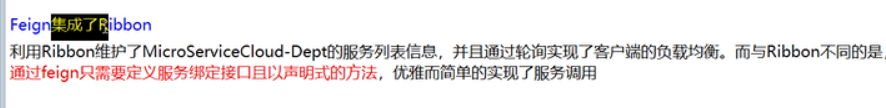 Feign集成了Ribbon
利用Ribbon维护了MicroServiceCloud-Dept的服务列表信息，并且通过轮询实现了客户端的负载均衡。而与Ribbon不同的是，
通过feign只需要定义服务绑定接口且以声明式的方法，优雅而简单的实现了服务调用